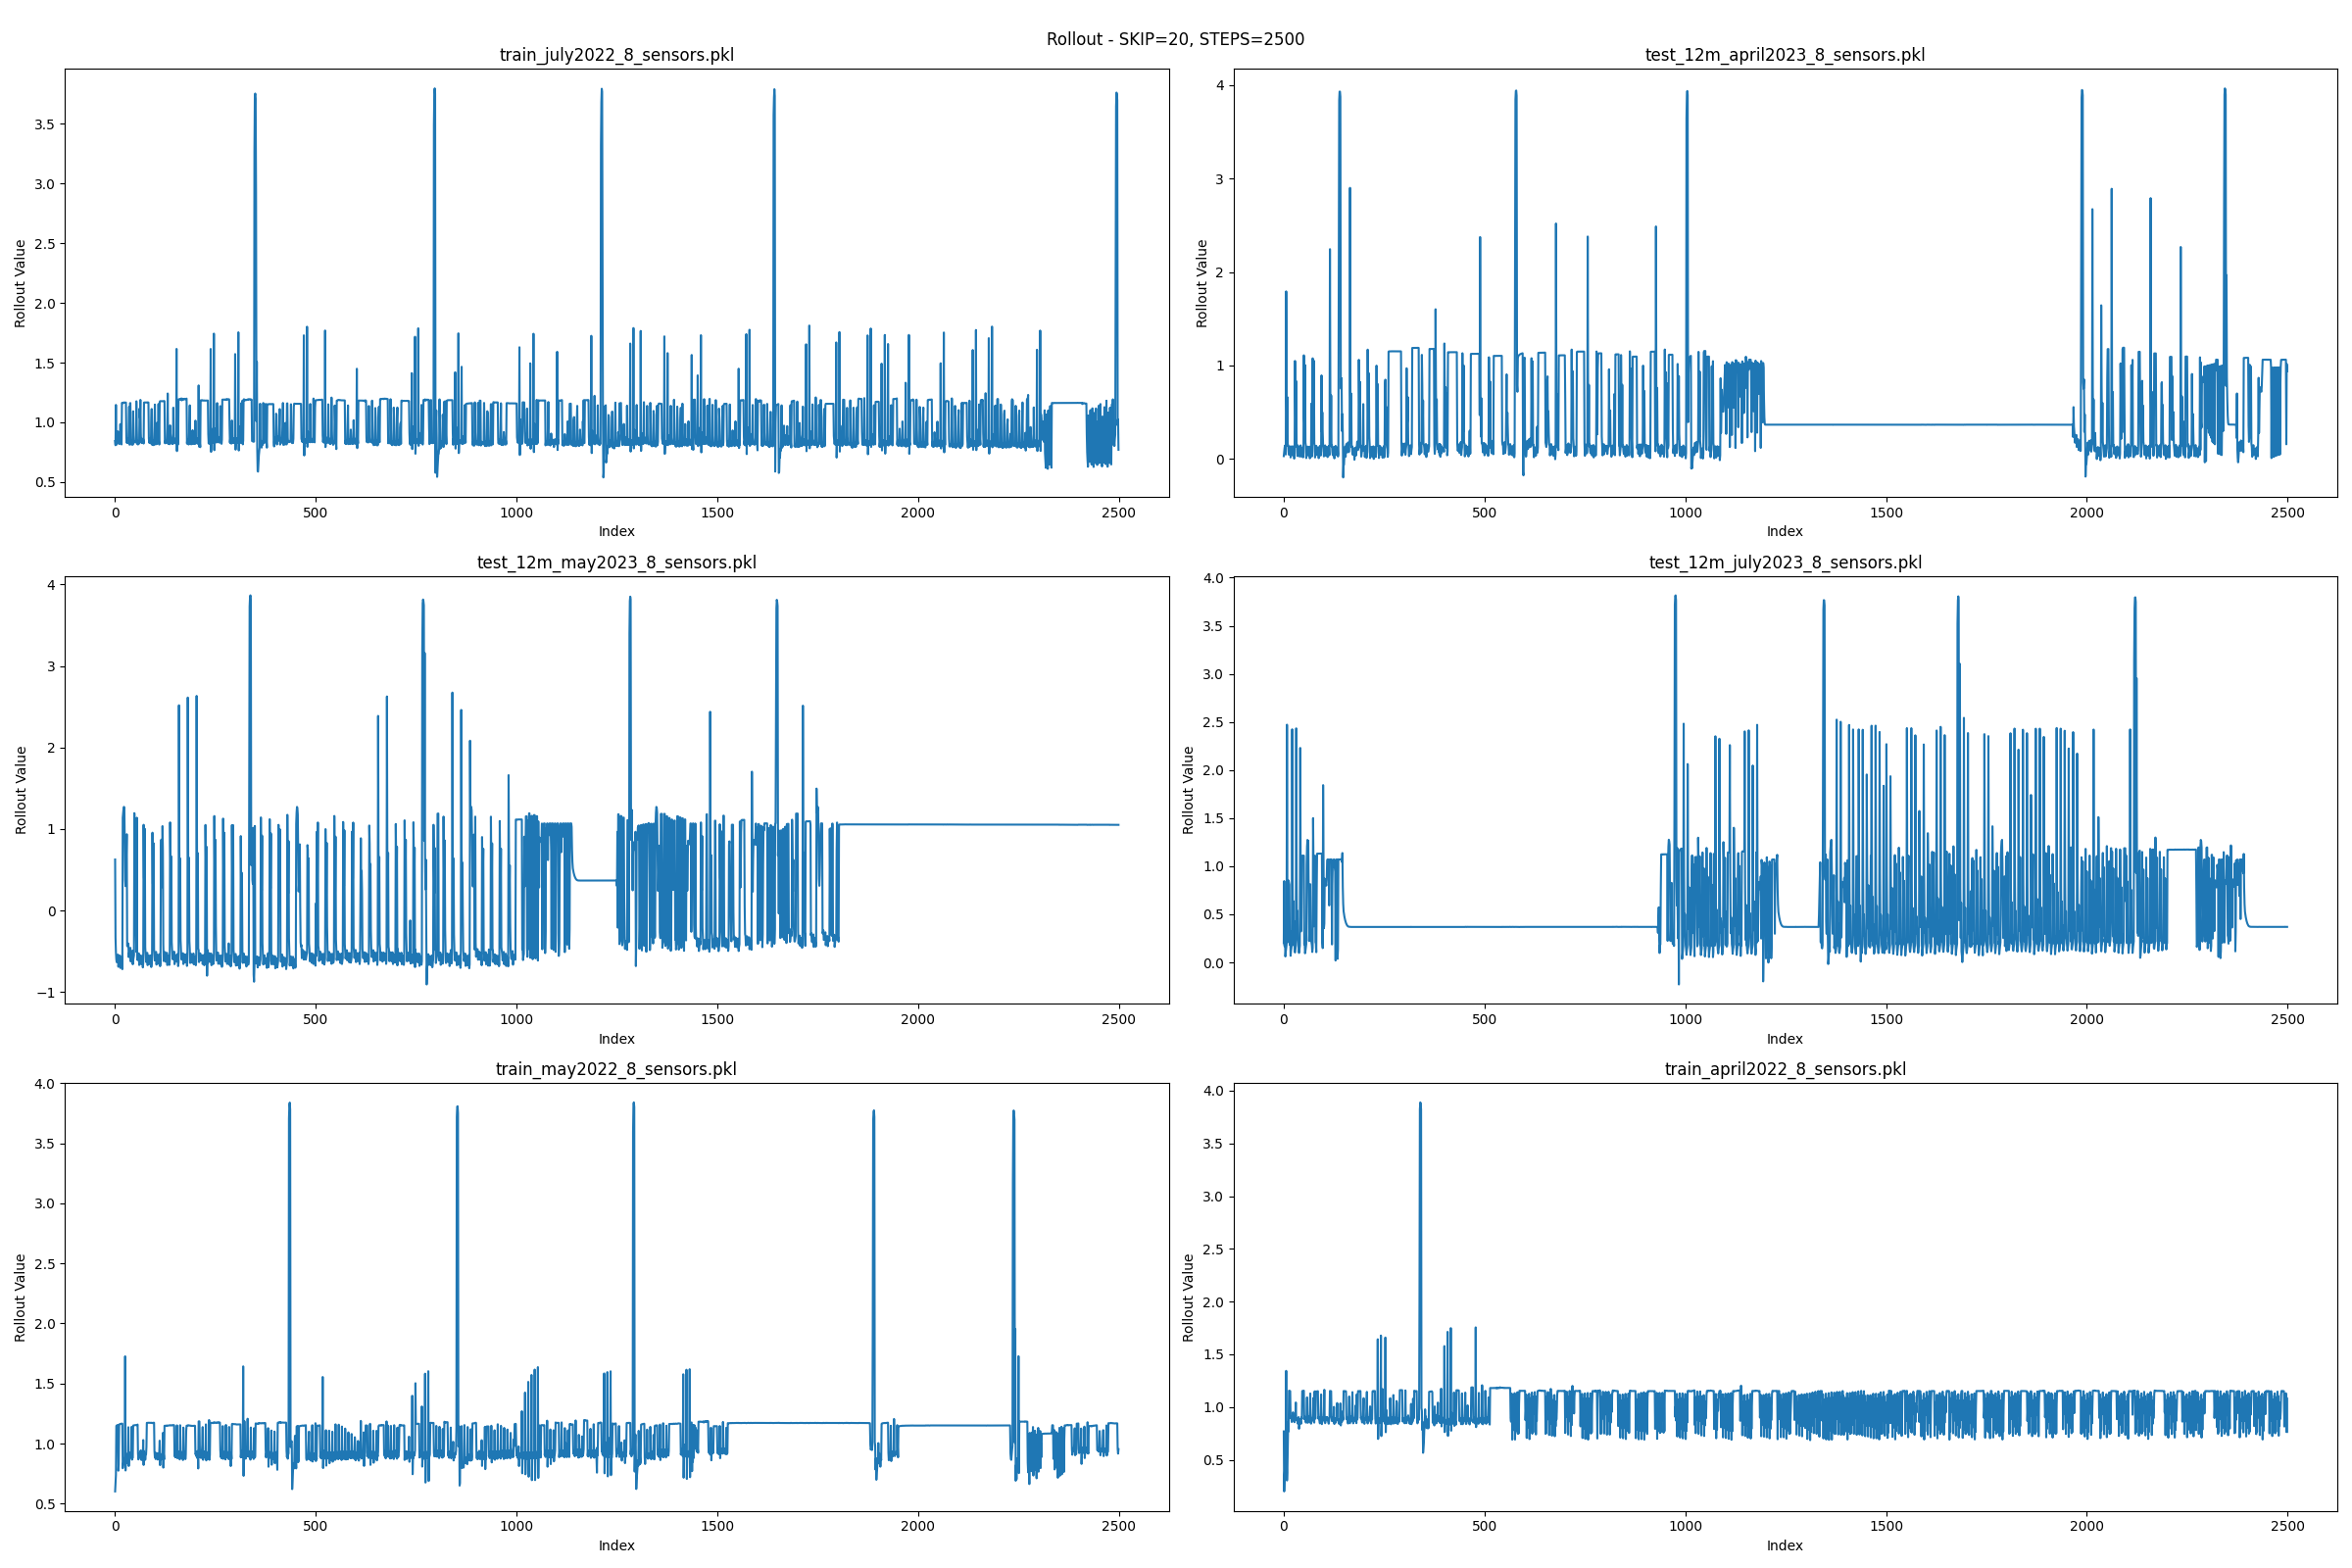 Rollout - SKIP=20, STEPS=2500
train_july2022_8_sensors.pkl
3.5
3.0
2.5
2.0
1.5
1.0
0.5
Rollout Value
0 500 1000 1500 2000 2500
Index
test_12m_april2023_8_sensors.pkl
4
3
2
1
0
Rollout Value
0 500 1000 1500 2000 2500
Index
test_12m_may2023_8_sensors.pkl
4
3
2
1
0
−1
Rollout Value
0 500 1000 1500 2000 2500
Index
test_12m_july2023_8_sensors.pkl
4.0
3.5
3.0
2.5
2.0
1.5
1.0
0.5
0.0
Rollout Value
0 500 1000 1500 2000 2500
Index
train_may2022_8_sensors.pkl
4.0
3.5
3.0
2.5
2.0
1.5
1.0
0.5
Rollout Value
0 500 1000 1500 2000 2500
Index
train_april2022_8_sensors.pkl
4.0
3.5
3.0
2.5
2.0
1.5
1.0
0.5
Rollout Value
0 500 1000 1500 2000 2500
Index